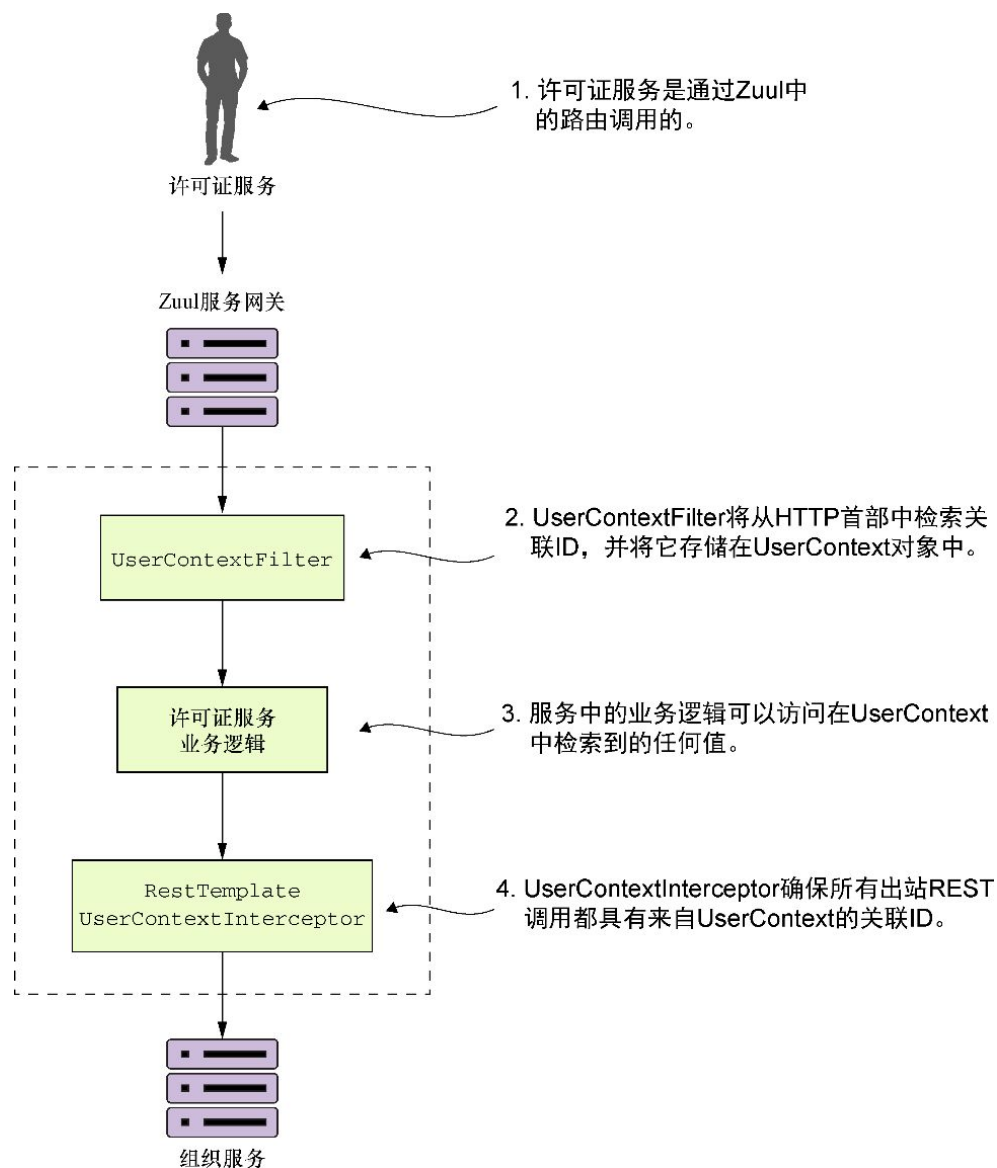 1. 许可证服务是通过Zuul中
的路由调用的。
许可证服务
Zuul服务网关
UserContextFilter
2. UserContextFilter将从HTTP首部中检索关
联ID，并将它存储在UserContext对象中。
许可证服务
业务逻辑
3. 服务中的业务逻辑可以访问在UserContext
中检索到的任何值。
RestTemplate
UserContextInterceptor
4. UserContextInterceptor确保所有出站REST
调用都具有来自UserContext的关联ID。
组织服务